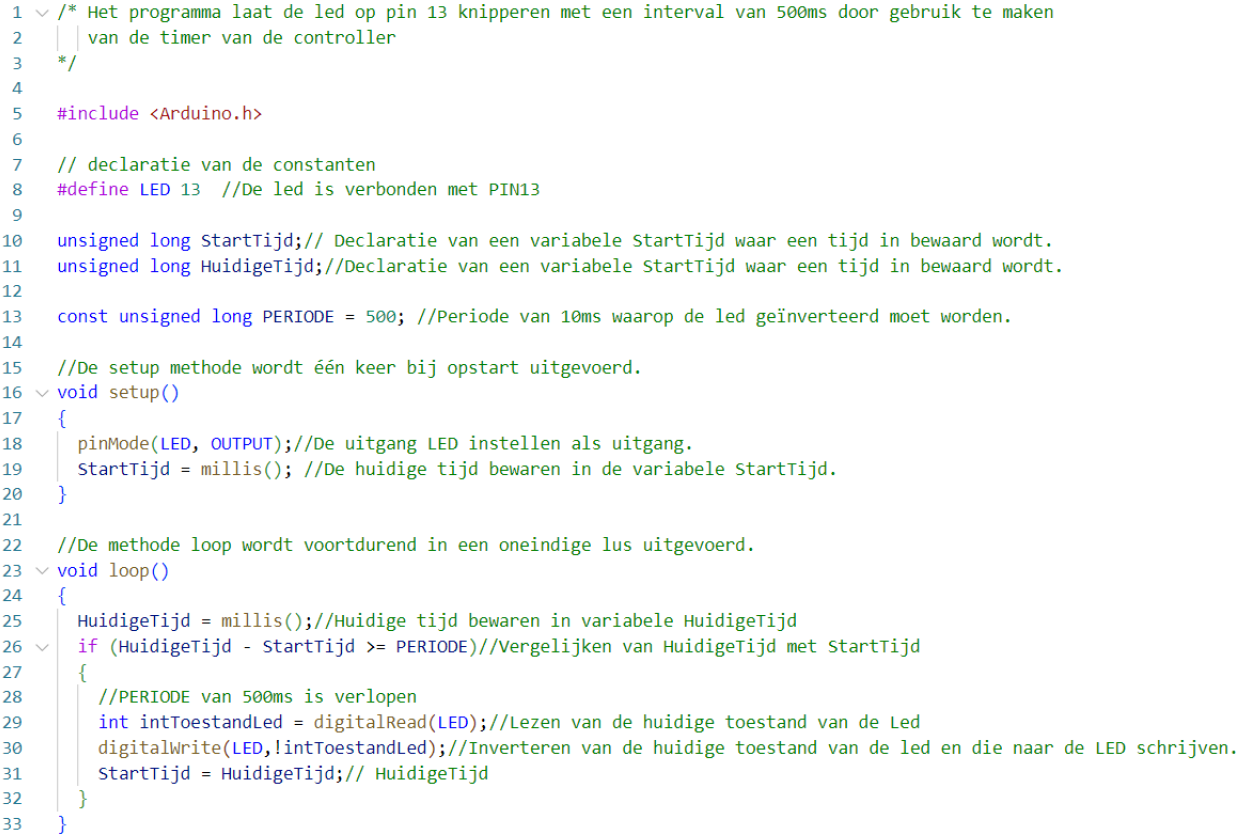 1 /* Het programma laat de led op pin 13 knipperen met een interval van 500ms door gebruik te maken
2 van de timer van de controller
3 */
4
5 #include <Arduino.h>
6
7 // declaratie van de constanten
8 #define LED 13 //De led is verbonden met PIN13
9
10 unsigned long StartTijd;// Declaratie van een variabele StartTijd waar een tijd in bewaard wordt.
11 unsigned long HuidigeTijd;//Declaratie van een variabele StartTijd waar een tijd in bewaard wordt.
12
13 const unsigned long PERIODE = 500; //Periode van 10ms waarop de led geïnverteerd moet worden.
14
15 //De setup methode wordt één keer bij opstart uitgevoerd.
16 void setup()
17 {
18 pinMode(LED, OUTPUT);//De uitgang LED instellen als uitgang.
19 StartTijd = millis(); //De huidige tijd bewaren in de variabele StartTijd.
20 }
21
22 //De methode loop wordt voortdurend in een oneindige lus uitgevoerd.
23 void loop()
24 {
25 HuidigeTijd = millis();//Huidige tijd bewaren in variabele HuidigeTijd
26 if (HuidigeTijd - StartTijd >= PERIODE)//Vergelijken van HuidigeTijd met StartTijd
27 {
28 //PERIODE van 500ms is verlopen
29 int intToestandLed = digitalRead(LED);//Lezen van de huidige toestand van de Led
30 digitalWrite(LED,!intToestandLed);//Inverteren van de huidige toestand van de led en die naar de LED schrijven.
31 StartTijd = HuidigeTijd;// HuidigeTijd
32 }
33 }